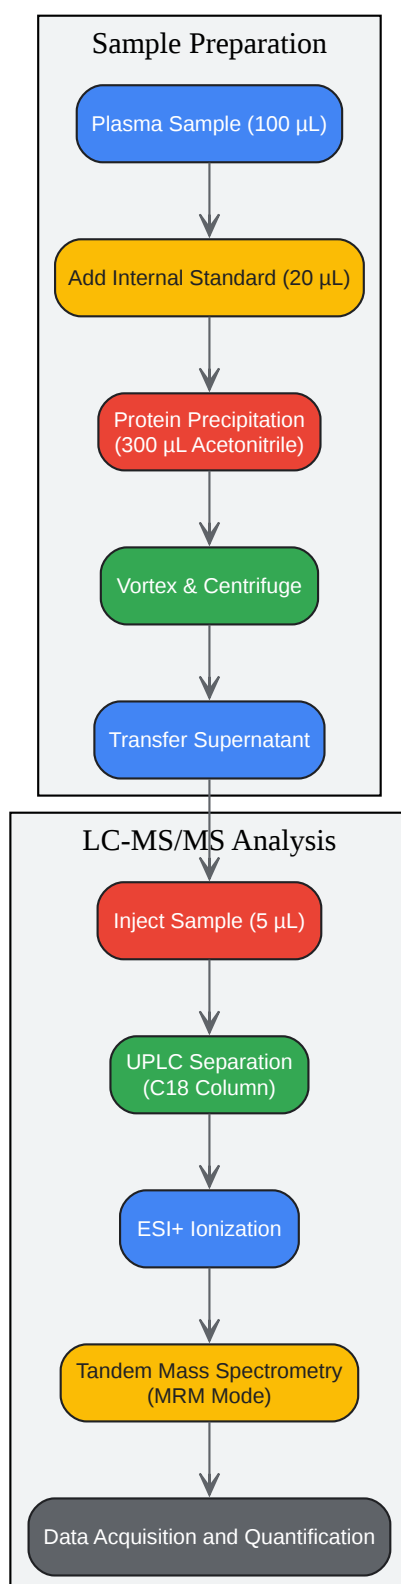 Sample Preparation
Plasma Sample (100 µL)
Add Internal Standard (20 µL)
Protein Precipitation
(300 µL Acetonitrile)
Vortex & Centrifuge
Transfer Supernatant
LC-MS/MS Analysis
Inject Sample (5 µL)
UPLC Separation
(C18 Column)
ESI+ Ionization
Tandem Mass Spectrometry
(MRM Mode)
Data Acquisition and Quantification